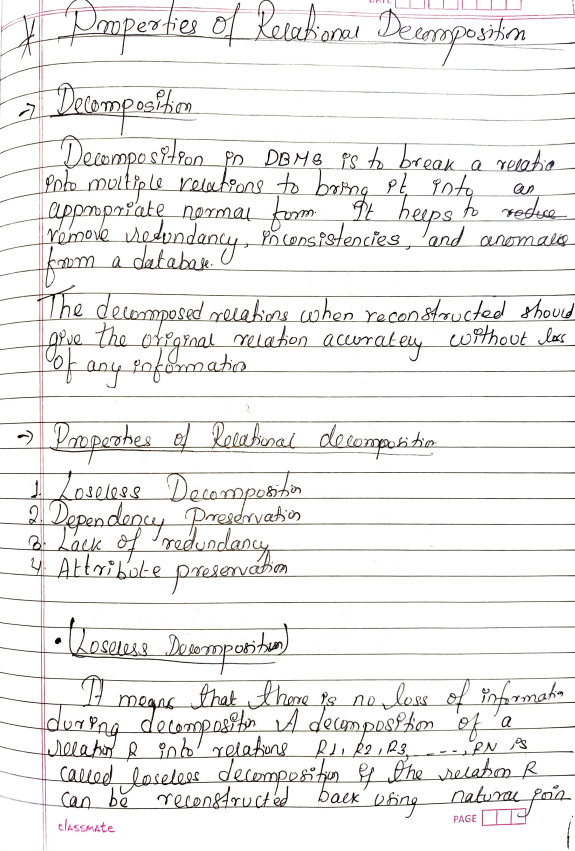 DATE
* Properties of Relational Decomposition
→ Decomposition
Decomposition in DBMS is to break a relatio
into multiple relations to bring it into an
appropriate normal form. It helps to reduce
remove redundancy, inconsistencies, and anomalies
from a database.
The decomposed relations when reconstructed should
give the original relation accurately without loss
of any information
→ Properties of Relational decomposition
1. Loseless Decomposition
2. Dependency Preservation
3. Lack of redundancy
4. Attribute preservation
• (Loseless Decomposition)
It means that there is no loss of information
during decomposition A decomposition of a
relation R into relations R1, R2, R3, ----, RN is
called loseless decomposition if the relation R
can be reconstructed back using natural join
classmate
PAGE